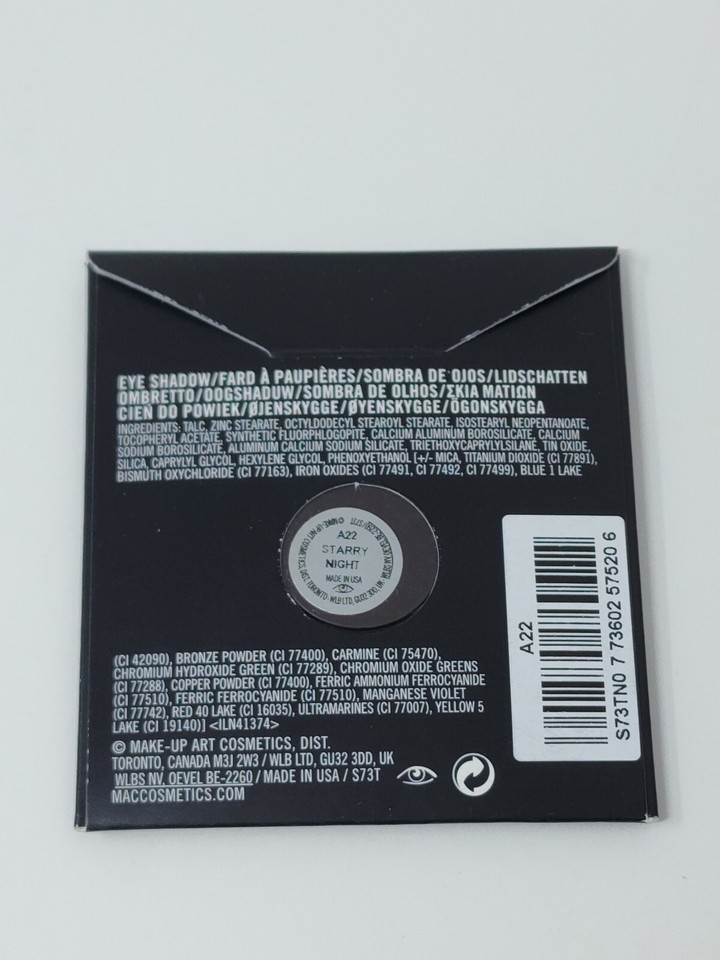 EYE SHADOW/FARD À PAUPIÈRES/SOMBRA DE OJOS/LIDSCHATTEN
OMBRETTO/OOGSHADUW/SOMBRA DE OLHOS/ΣΚΙΑ ΜΑΤΙΩΝ
CIEŃ DO POWIEK/ØJENSKYGGE/ØYENSKYGGE/ÖGONSKYGGA
INGREDIENTS: TALC, ZINC STEARATE, OCTYLDODECYL STEAROYL STEARATE, ISOSTEARYL NEOPENTANOATE,
TOCOPHERYL ACETATE, SYNTHETIC FLUORPHLOGOPITE, CALCIUM ALUMINUM BOROSILICATE, CALCIUM
SODIUM BOROSILICATE, ALUMINUM CALCIUM SODIUM SILICATE, TRIETHOXYCAPRYLYLSILANE, TIN OXIDE,
SILICA, CAPRYLYL GLYCOL, HEXYLENE GLYCOL, PHENOXYETHANOL [+/- MICA, TITANIUM DIOXIDE (CI 77891),
BISMUTH OXYCHLORIDE (CI 77163), IRON OXIDES (CI 77491, CI 77492, CI 77499), BLUE 1 LAKE
A22
STARRY
NIGHT
MADE IN USA
(CI 42090), BRONZE POWDER (CI 77400), CARMINE (CI 75470),
CHROMIUM HYDROXIDE GREEN (CI 77289), CHROMIUM OXIDE GREENS
(CI 77288), COPPER POWDER (CI 77400), FERRIC AMMONIUM FERROCYANIDE
(CI 77510), FERRIC FERROCYANIDE (CI 77510), MANGANESE VIOLET
(CI 77742), RED 40 LAKE (CI 16035), ULTRAMARINES (CI 77007), YELLOW 5
LAKE (CI 19140)] <ILN41374>
© MAKE-UP ART COSMETICS, DIST.
TORONTO, CANADA M3J 2W3 / WLB LTD, GU32 3DD, UK
WLBS NV, OEVEL BE-2260 / MADE IN USA / S73T
MACCOSMETICS.COM
A22
S73TN0 7 73602 57520 6